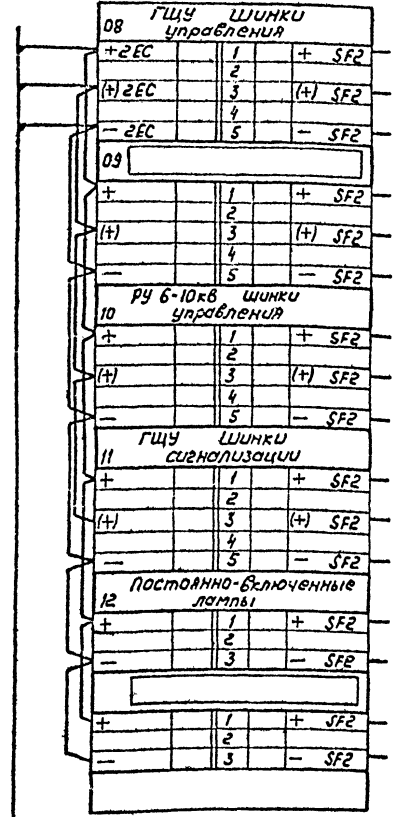 08 ГЩУ Шинки
управления
+2EC 1 + SF2
2
(+)2EC 3 (+) SF2
4
- 2EC 5 - SF2
09
+ 1 + SF2
2
(+) 3 (+) SF2
4
- 5 - SF2
РУ 6-10кв Шинки
10 управления
+ 1 + SF2
2
(+) 3 (+) SF2
4
- 5 - SF2
ГЩУ Шинки
11 сигнализации
+ 1 + SF2
2
(+) 3 (+) SF2
4
- 5 - SF2
Постоянно-включенные
12 лампы
+ 1 + SF2
2
- 3 - SF2
+ 1 + SF2
2
- 3 - SF2